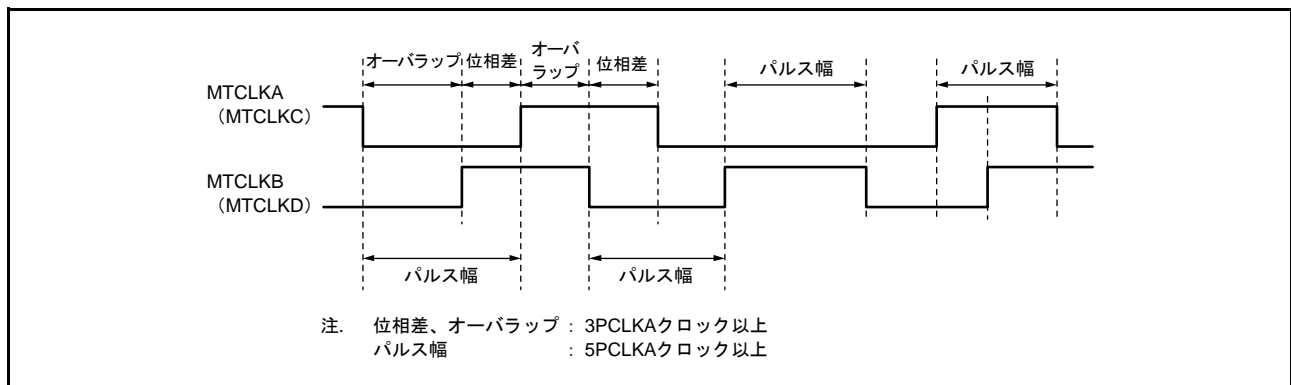 オーバラップ 位相差 オーバ
ラップ 位相差 パルス幅 パルス幅
MTCLKA
（MTCLKC）
MTCLKB
（MTCLKD）
パルス幅 パルス幅
注. 位相差、オーバラップ : 3PCLKAクロック以上
パルス幅 : 5PCLKAクロック以上